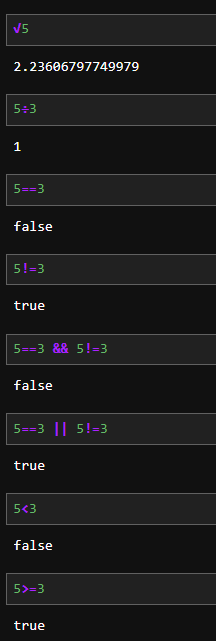 √5
2.23606797749979
5÷3
1
5==3
false
5!=3
true
5==3 && 5!=3
false
5==3 || 5!=3
true
5<3
false
5>=3
true